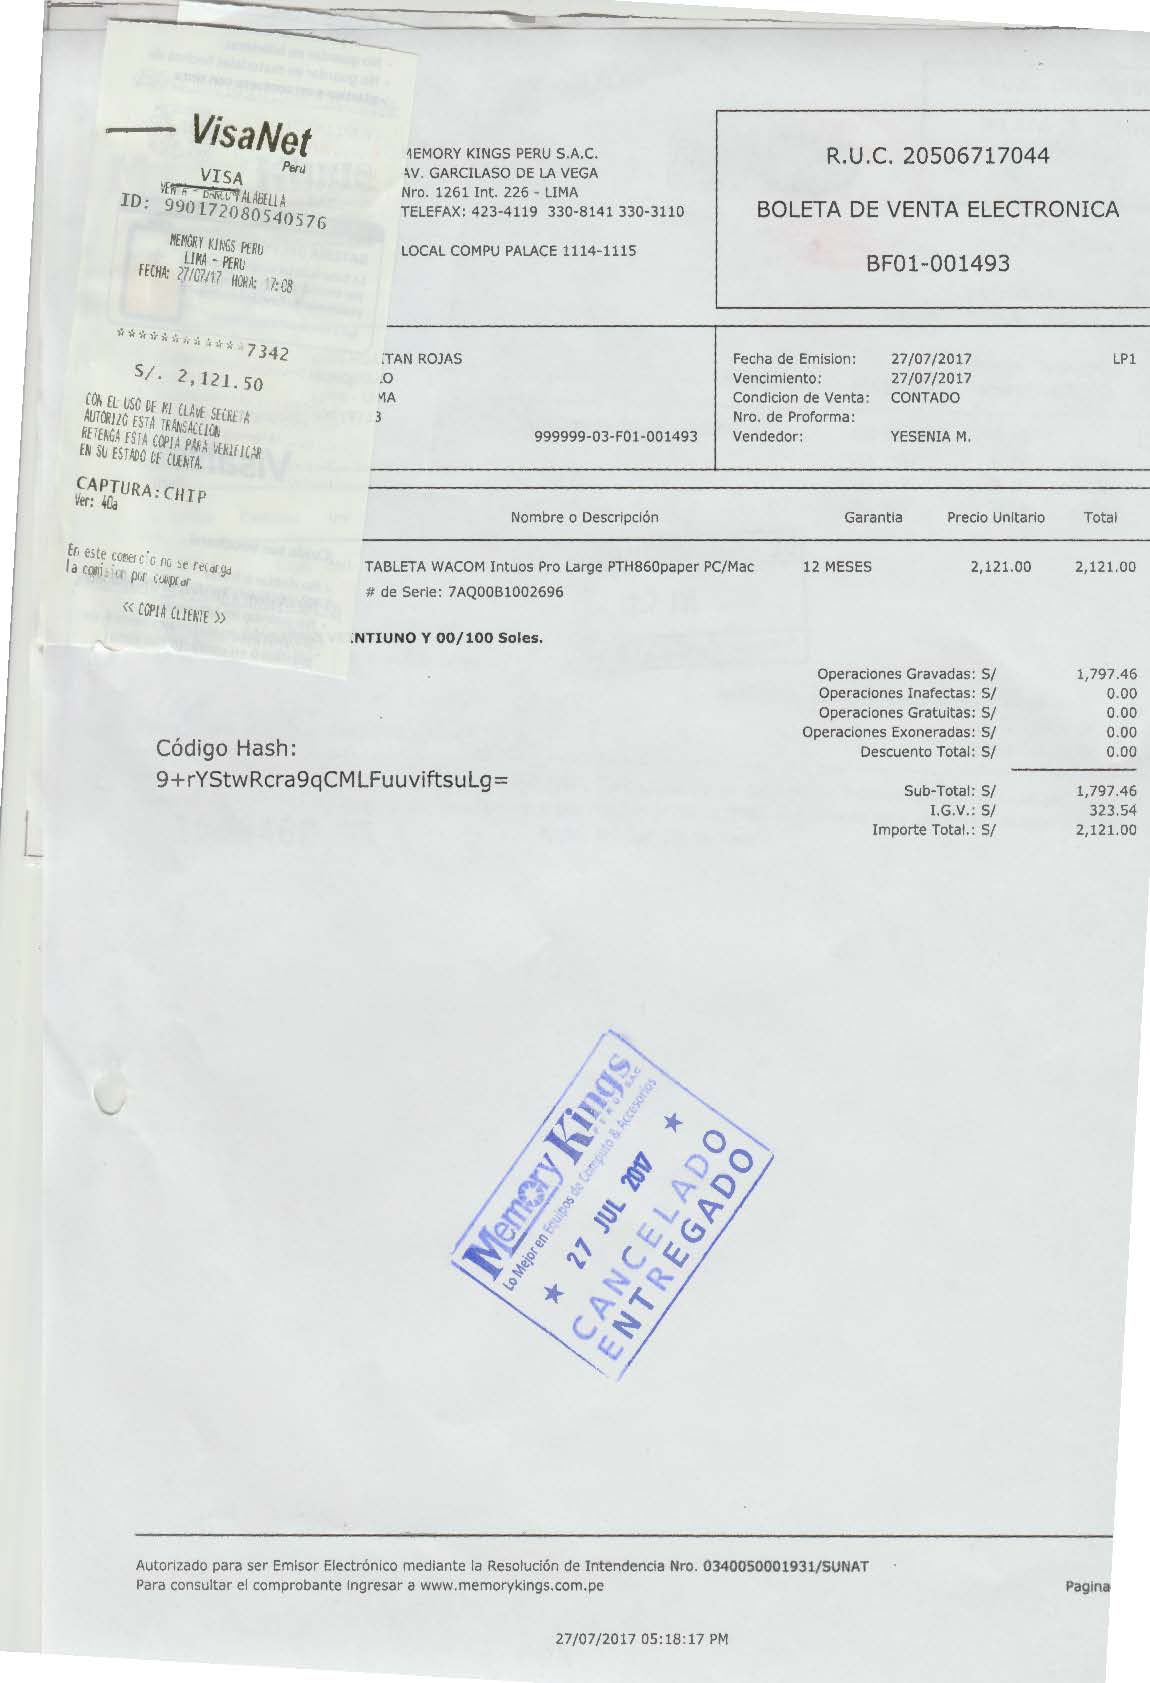 VisaNet
Perú
VISA
VENTA - BANCO FALABELLA
ID: 990172080540576
MEMORY KINGS PERU
LIMA - PERU
FECHA: 27/07/17 HORA: 17:08
************7342
S/. 2,121.50
CON EL USO DE MI CLAVE SECRETA
AUTORIZO ESTA TRANSACCIÓN
RETENGA ESTA COPIA PARA VERIFICAR
EN SU ESTADO DE CUENTA.
CAPTURA: CHIP
Ver: 40a
En este comercio no se recarga
la comision por comprar
<< COPIA CLIENTE >>
MEMORY KINGS PERU S.A.C.
AV. GARCILASO DE LA VEGA
Nro. 1261 Int. 226 - LIMA
TELEFAX: 423-4119 330-8141 330-3110
LOCAL COMPU PALACE 1114-1115
R.U.C. 20506717044
BOLETA DE VENTA ELECTRONICA
BF01-001493
TAN ROJAS
LO
MA
3
999999-03-F01-001493
Fecha de Emision: 27/07/2017 LP1
Vencimiento: 27/07/2017
Condicion de Venta: CONTADO
Nro. de Proforma:
Vendedor: YESENIA M.
Nombre o Descripción Garantia Precio Unitario Total
TABLETA WACOM Intuos Pro Large PTH860paper PC/Mac 12 MESES 2,121.00 2,121.00
# de Serie: 7AQ00B1002696
NTIUNO Y 00/100 Soles.
Operaciones Gravadas: S/ 1,797.46
Operaciones Inafectas: S/ 0.00
Operaciones Gratuitas: S/ 0.00
Operaciones Exoneradas: S/ 0.00
Descuento Total: S/ 0.00
Código Hash:
9+rYStwRcra9qCMLFuuviftsuLg=
Sub-Total: S/ 1,797.46
I.G.V.: S/ 323.54
Importe Total.: S/ 2,121.00
Memory Kings
PERU SAC
Lo Mejor en Equipos de Computo & Accesorios
★ 27 JUL 2017 ★
CANCELADO
ENTREGADO
Autorizado para ser Emisor Electrónico mediante la Resolución de Intendencia Nro. 0340050001931/SUNAT
Para consultar el comprobante ingresar a www.memorykings.com.pe
Pagina
27/07/2017 05:18:17 PM